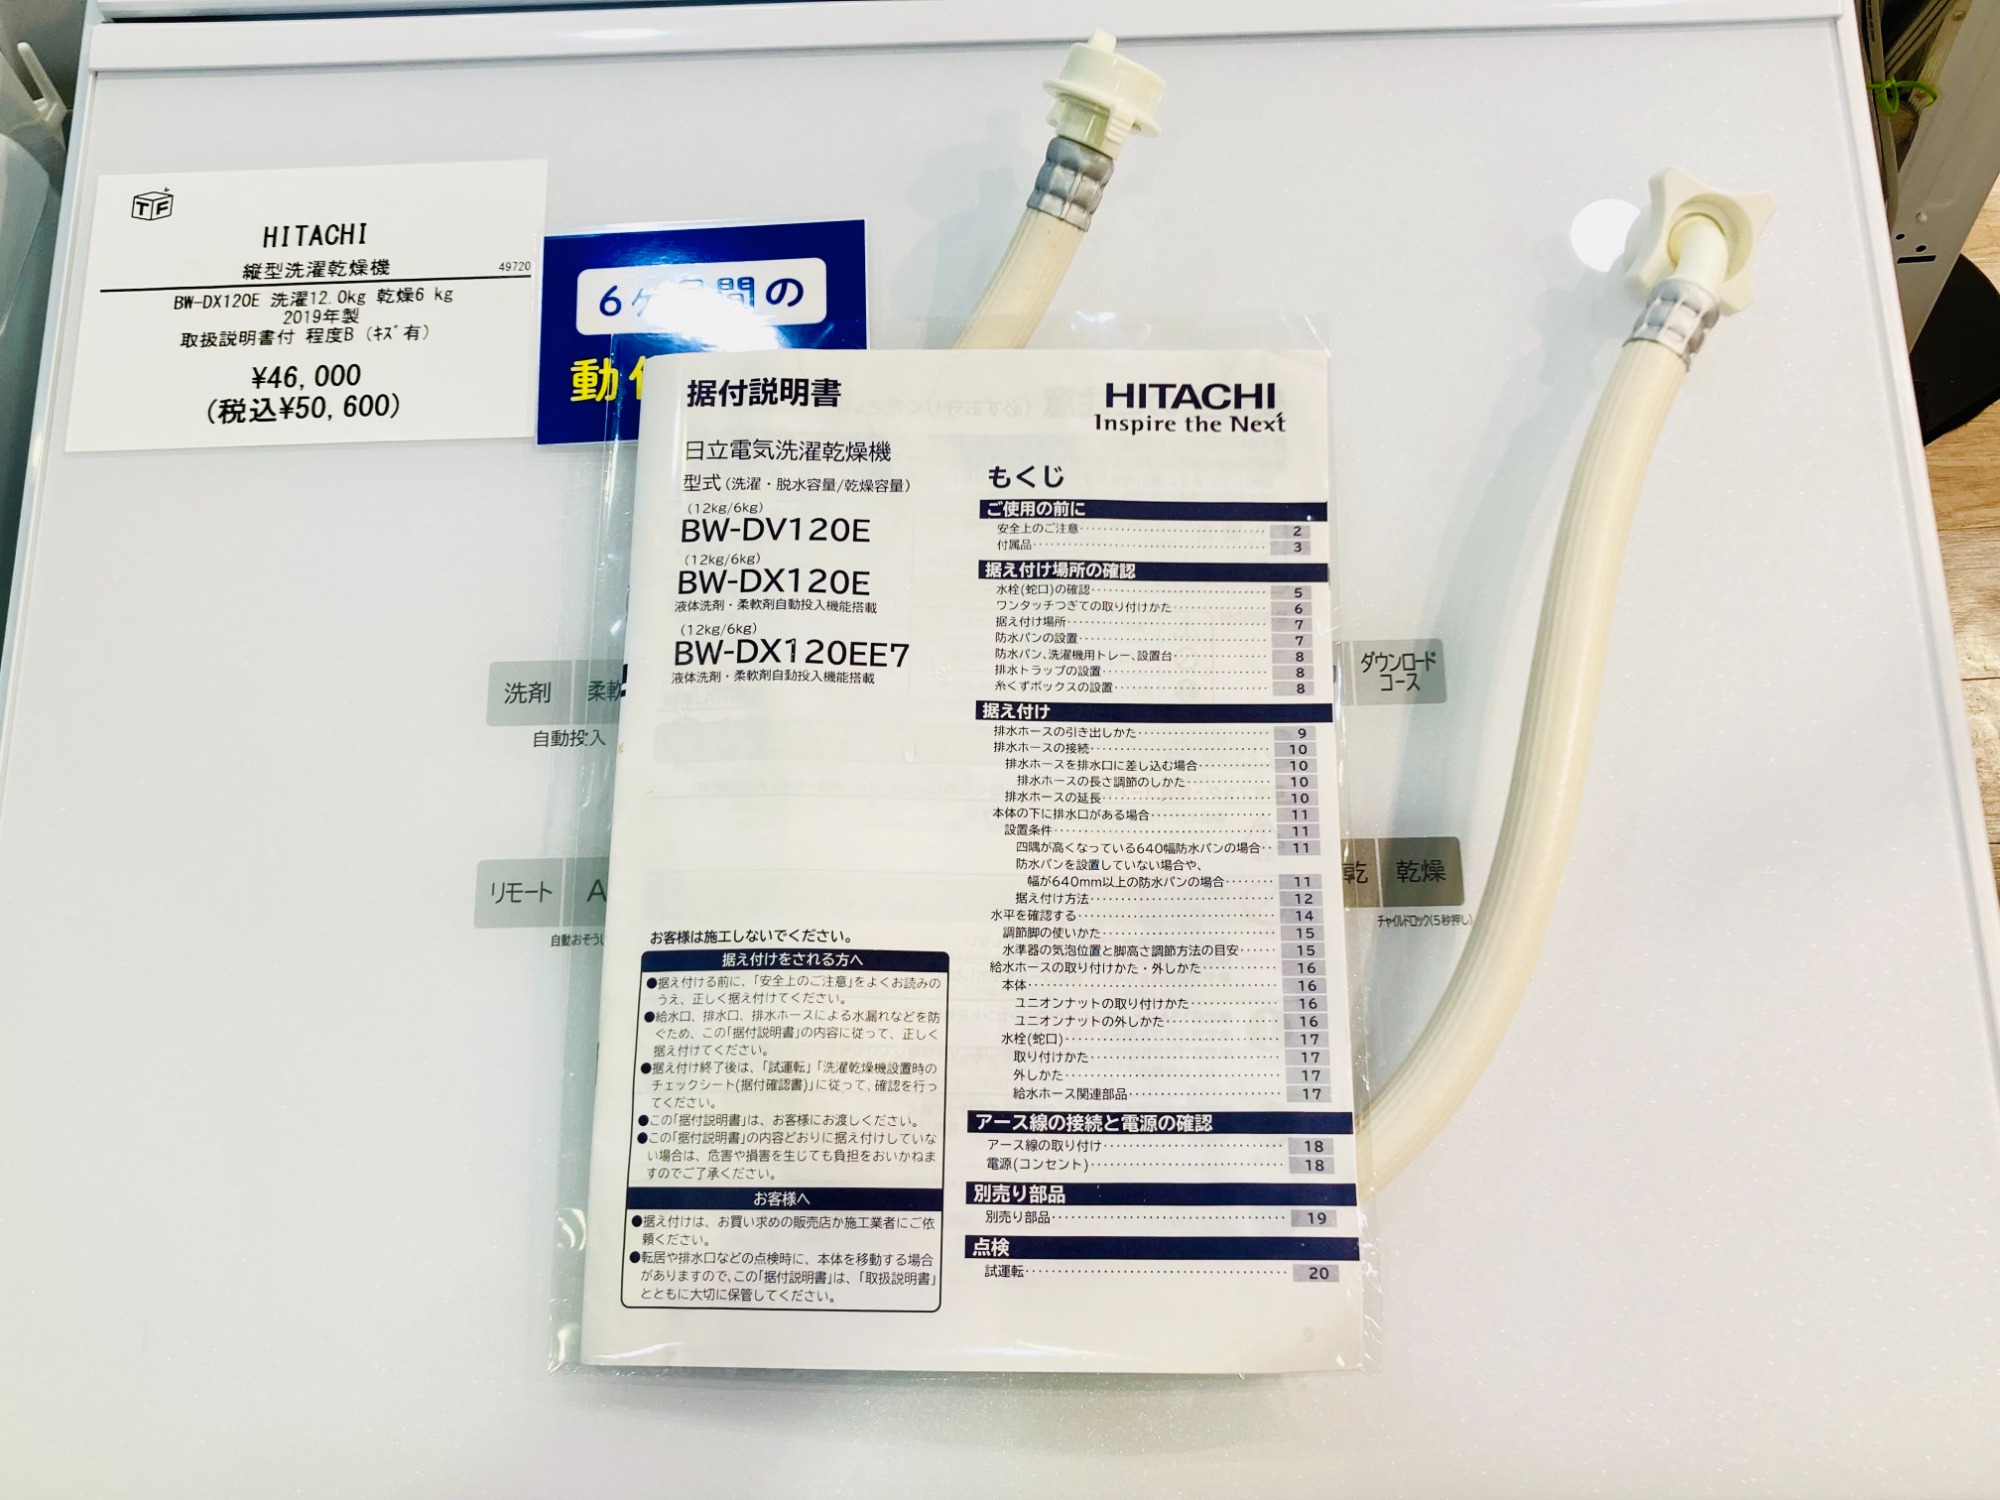 TF
HITACHI
縦型洗濯乾燥機
49720
BW-DX120E 洗濯12.0kg 乾燥6 kg
2019年製
取扱説明書付 程度B (ｷｽﾞ有)
¥46,000
(税込¥50,600)
6ヶ
間の
動作
据付説明書
HITACHI
Inspire the Next
日立電気洗濯乾燥機
型式(洗濯・脱水容量/乾燥容量)
(12kg/6kg)
BW-DV120E
(12kg/6kg)
BW-DX120E
液体洗剤・柔軟剤自動投入機能搭載
(12kg/6kg)
BW-DX120EE7
液体洗剤・柔軟剤自動投入機能搭載
お客様は施工しないでください。
据え付けをされる方へ
●据え付ける前に、「安全上のご注意」をよくお読みの
うえ、正しく据え付けてください。
●給水口、排水口、排水ホースによる水漏れなどを防
ぐため、この「据付説明書」の内容に従って、正しく
据え付けてください。
●据え付け終了後は、「試運転」「洗濯乾燥機設置時の
チェックシート(据付確認書)」に従って、確認を行っ
てください。
●この「据付説明書」は、お客様にお渡しください。
●この「据付説明書」の内容どおりに据え付けしていな
い場合は、危害や損害を生じても負担をおいかねま
すのでご了承ください。
お客様へ
●据え付けは、お買い求めの販売店か施工業者にご依
頼ください。
●転居や排水口などの点検時に、本体を移動する場合
がありますので、この「据付説明書」は、「取扱説明書」
とともに大切に保管してください。
もくじ
ご使用の前に
安全上のご注意 2
付属品 3
据え付け場所の確認
水栓(蛇口)の確認 5
ワンタッチつぎての取り付けかた 6
据え付け場所 7
防水パンの設置 7
防水パン、洗濯機用トレー、設置台 8
排水トラップの設置 8
糸くずボックスの設置 8
据え付け
排水ホースの引き出しかた 9
排水ホースの接続 10
排水ホースを排水口に差し込む場合 10
排水ホースの長さ調節のしかた 10
排水ホースの延長 10
本体の下に排水口がある場合 11
設置条件 11
四隅が高くなっている640幅防水パンの場合 11
防水パンを設置していない場合や、
幅が640mm以上の防水パンの場合 11
据え付け方法 12
水平を確認する 14
調節脚の使いかた 15
水準器の気泡位置と脚高さ調節方法の目安 15
給水ホースの取り付けかた・外しかた 16
本体 16
ユニオンナットの取り付けかた 16
ユニオンナットの外しかた 16
水栓(蛇口) 17
取り付けかた 17
外しかた 17
給水ホース関連部品 17
アース線の接続と電源の確認
アース線の取り付け 18
電源(コンセント) 18
別売り部品
別売り部品 19
点検
試運転 20
洗剤
柔軟
自動投入
リモート
A
自動おそうじ
ダウンロード
コース
乾
乾燥
チャイルドロック(5秒押し)